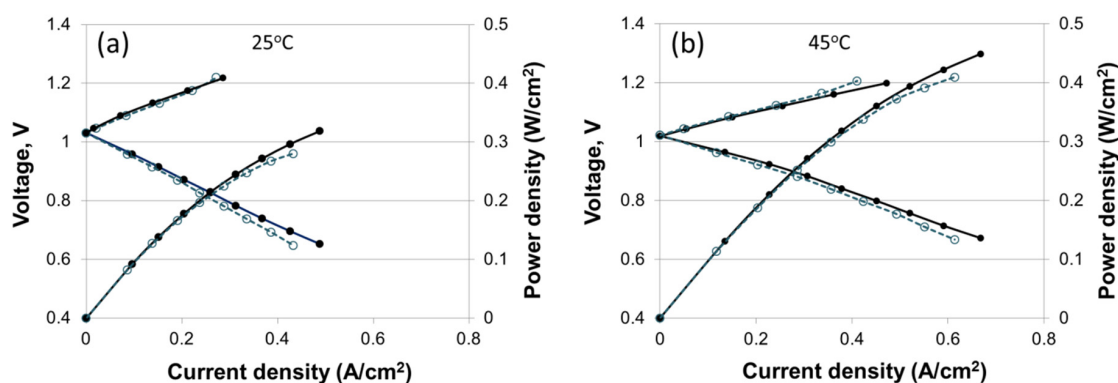 (a) 25°C
Voltage, V
1.4
1.2
1
0.8
0.6
0.4
0 0.2 0.4 0.6 0.8
Current density (A/cm²)
0.5
0.4
0.3
0.2
0.1
0
Power density (W/cm²)
(b) 45°C
Voltage, V
1.4
1.2
1
0.8
0.6
0.4
0 0.2 0.4 0.6 0.8
Current density (A/cm²)
0.5
0.4
0.3
0.2
0.1
0
Power density (W/cm²)